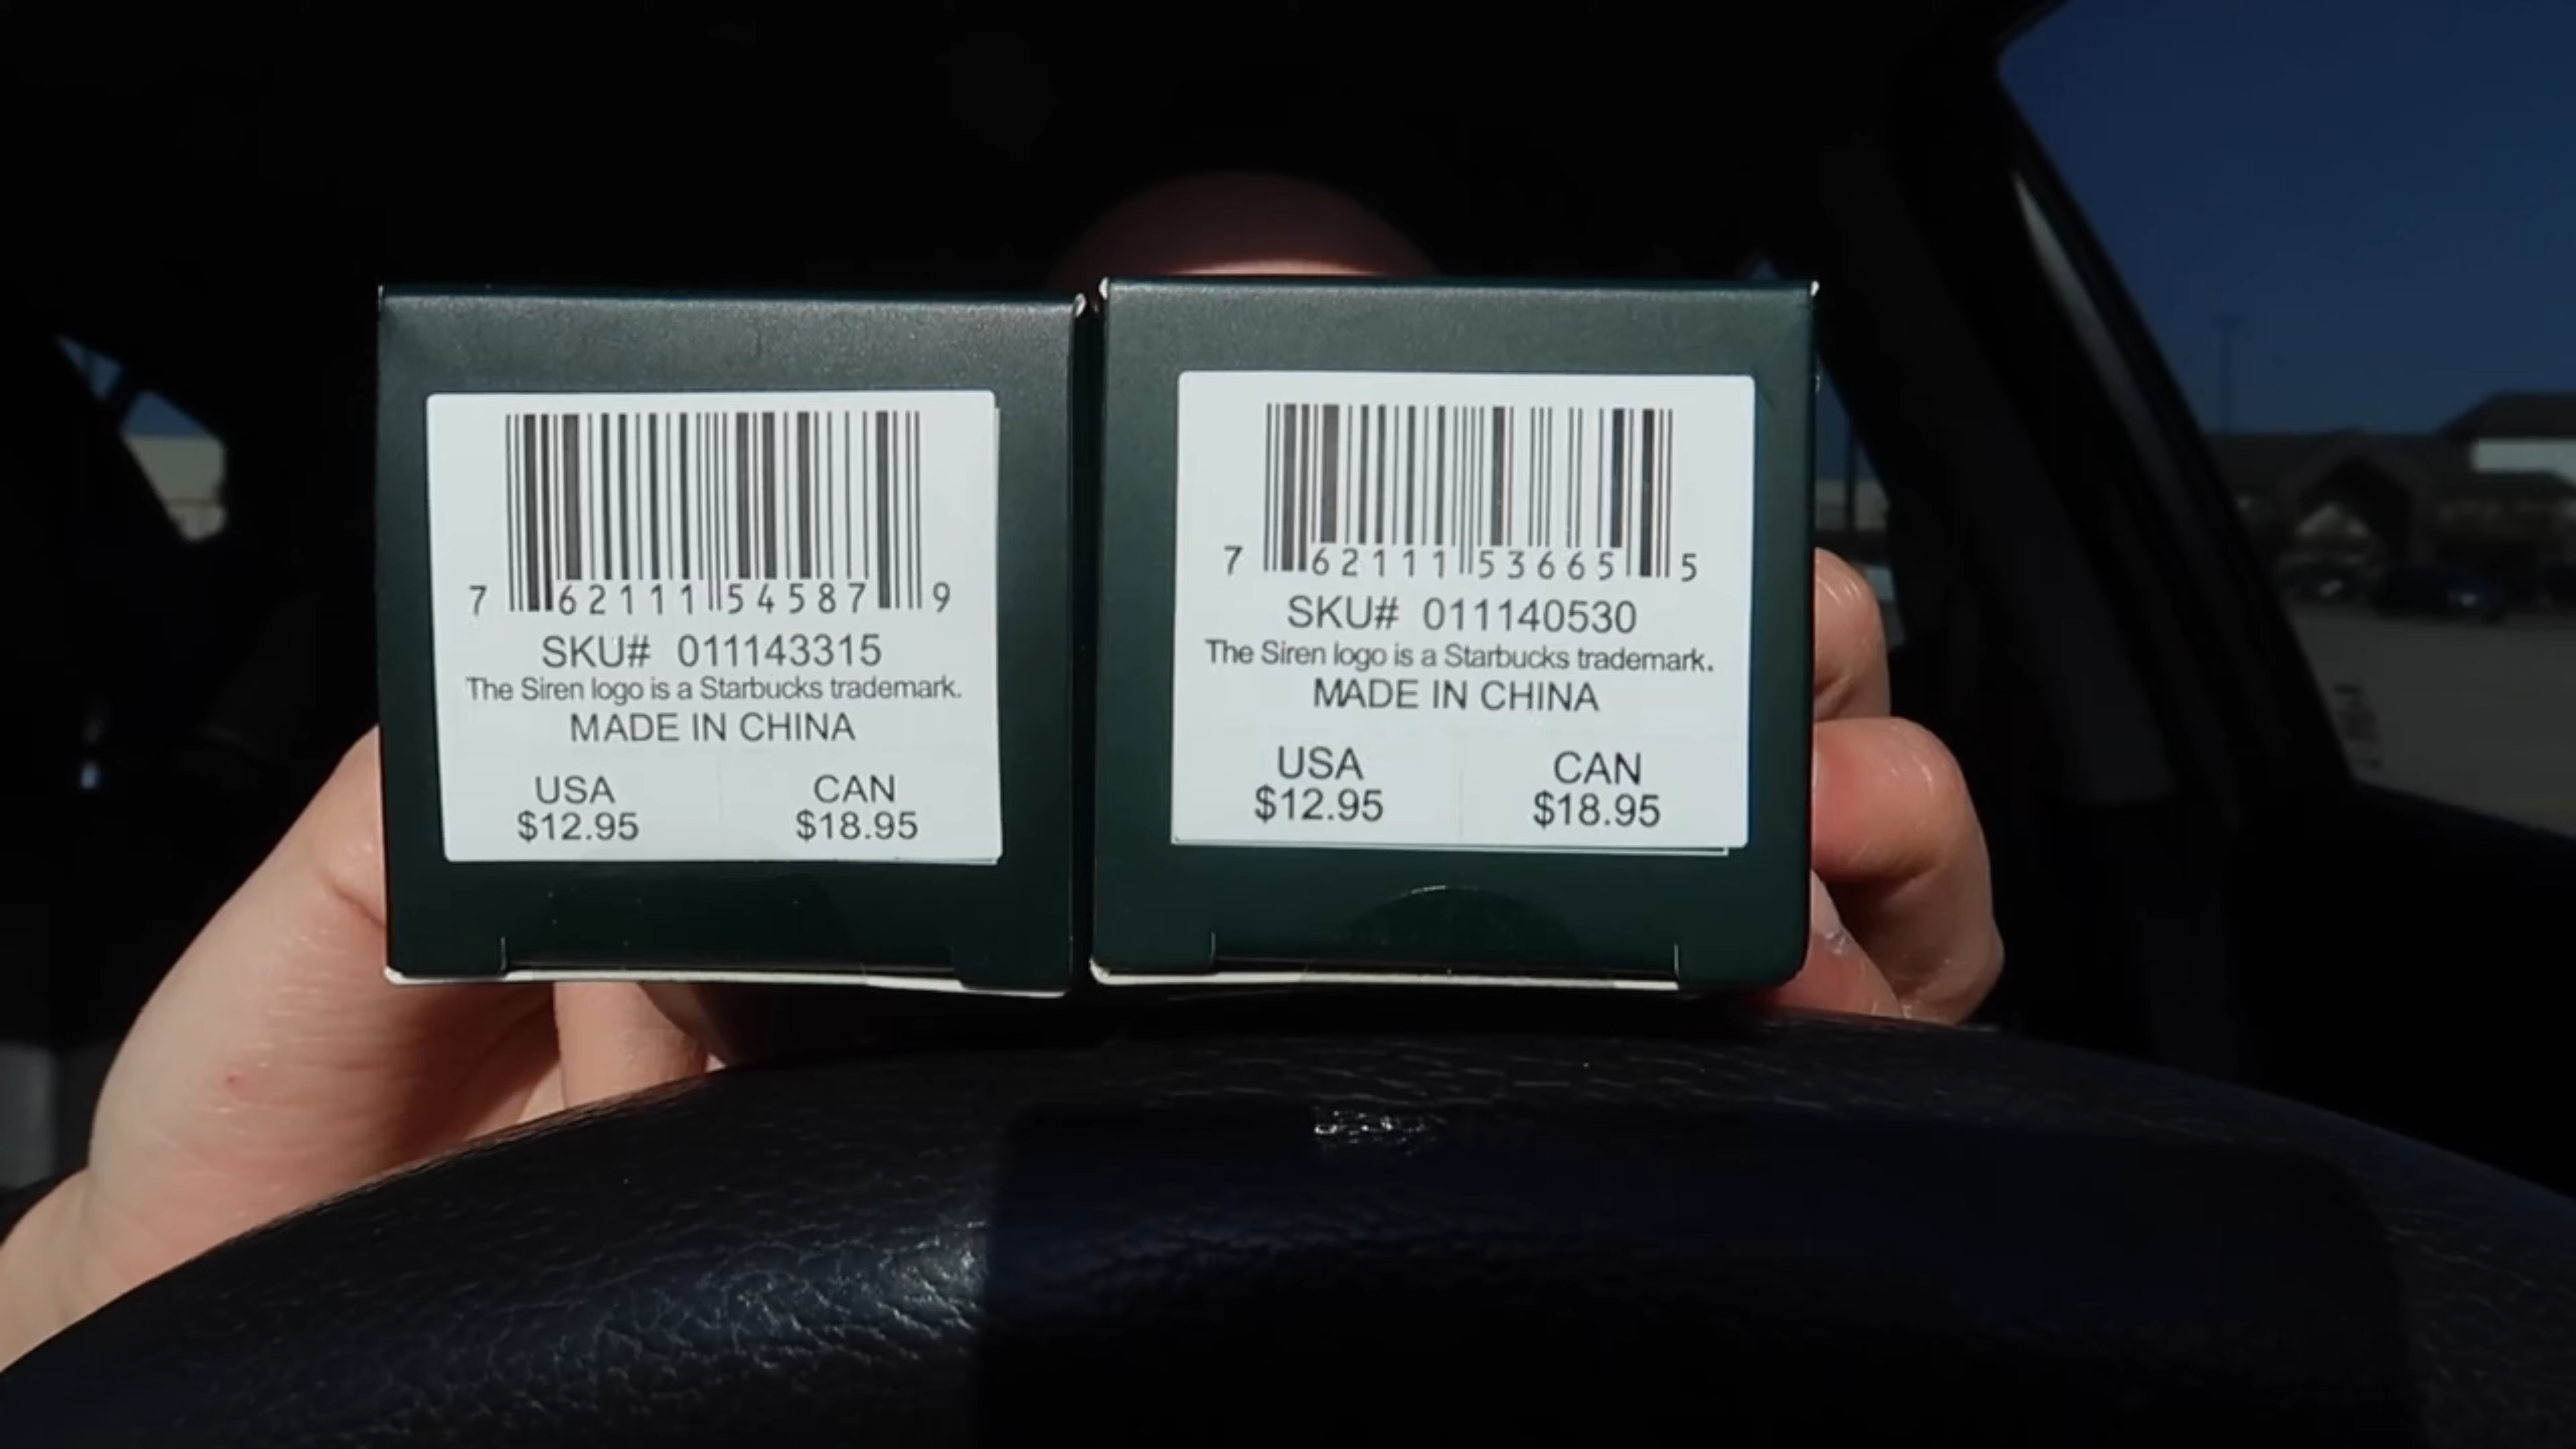 7 62111 54587 9
SKU# 011143315
The Siren logo is a Starbucks trademark.
MADE IN CHINA
USA CAN
$12.95 $18.95
7 62111 53665 5
SKU# 011140530
The Siren logo is a Starbucks trademark.
MADE IN CHINA
USA CAN
$12.95 $18.95